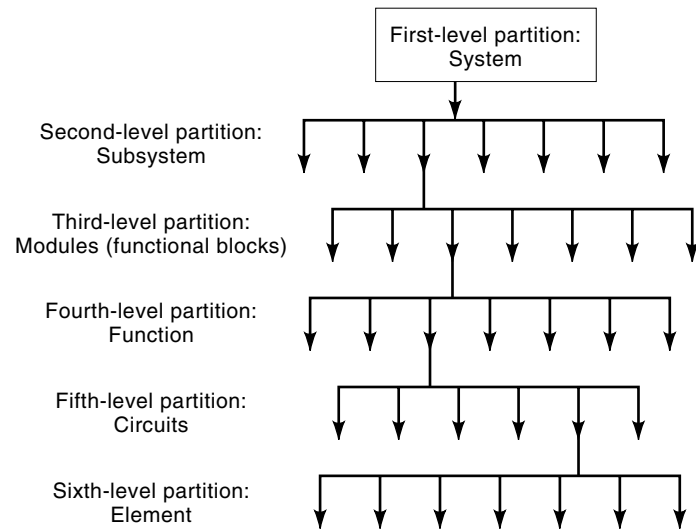 First-level partition:
System
Second-level partition:
Subsystem
Third-level partition:
Modules (functional blocks)
Fourth-level partition:
Function
Fifth-level partition:
Circuits
Sixth-level partition:
Element